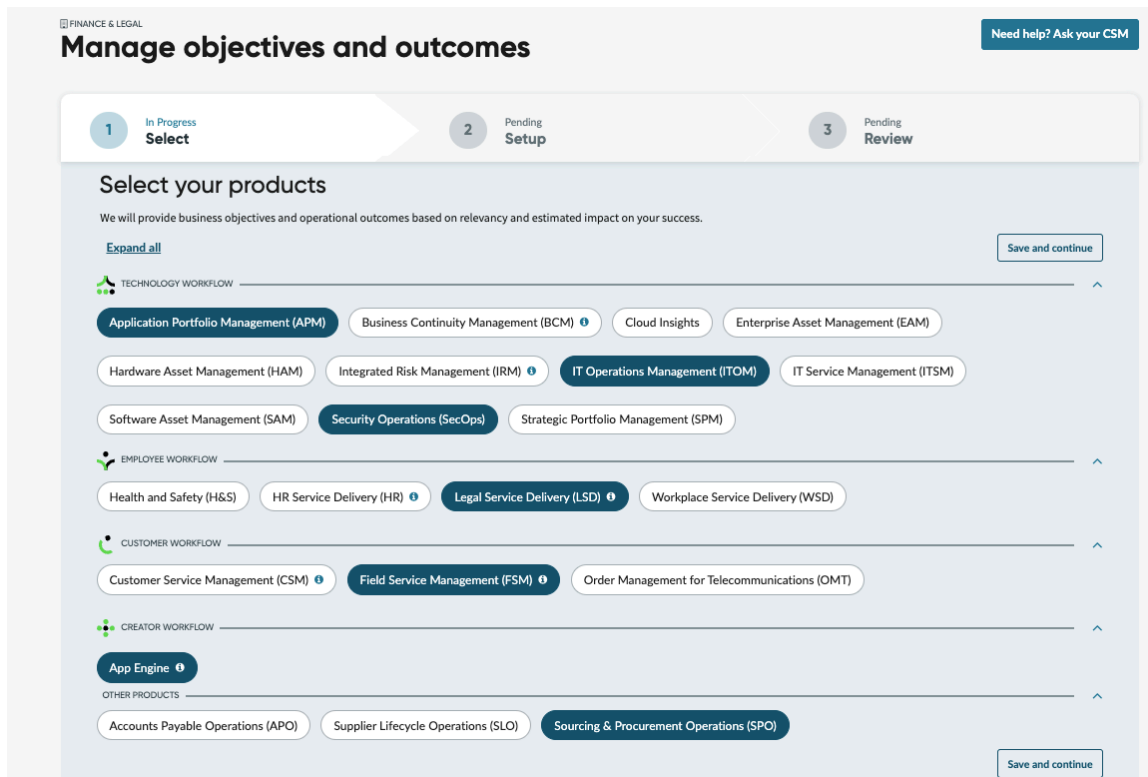 FINANCE & LEGAL
Manage objectives and outcomes
Need help? Ask your CSM
1
In Progress
Select
2
Pending
Setup
3
Pending
Review
Select your products
We will provide business objectives and operational outcomes based on relevancy and estimated impact on your success.
Expand all
Save and continue
TECHNOLOGY WORKFLOW
Application Portfolio Management (APM)
Business Continuity Management (BCM)
Cloud Insights
Enterprise Asset Management (EAM)
Hardware Asset Management (HAM)
Integrated Risk Management (IRM)
IT Operations Management (ITOM)
IT Service Management (ITSM)
Software Asset Management (SAM)
Security Operations (SecOps)
Strategic Portfolio Management (SPM)
EMPLOYEE WORKFLOW
Health and Safety (H&S)
HR Service Delivery (HR)
Legal Service Delivery (LSD)
Workplace Service Delivery (WSD)
CUSTOMER WORKFLOW
Customer Service Management (CSM)
Field Service Management (FSM)
Order Management for Telecommunications (OMT)
CREATOR WORKFLOW
App Engine
OTHER PRODUCTS
Accounts Payable Operations (APO)
Supplier Lifecycle Operations (SLO)
Sourcing & Procurement Operations (SPO)
Save and continue